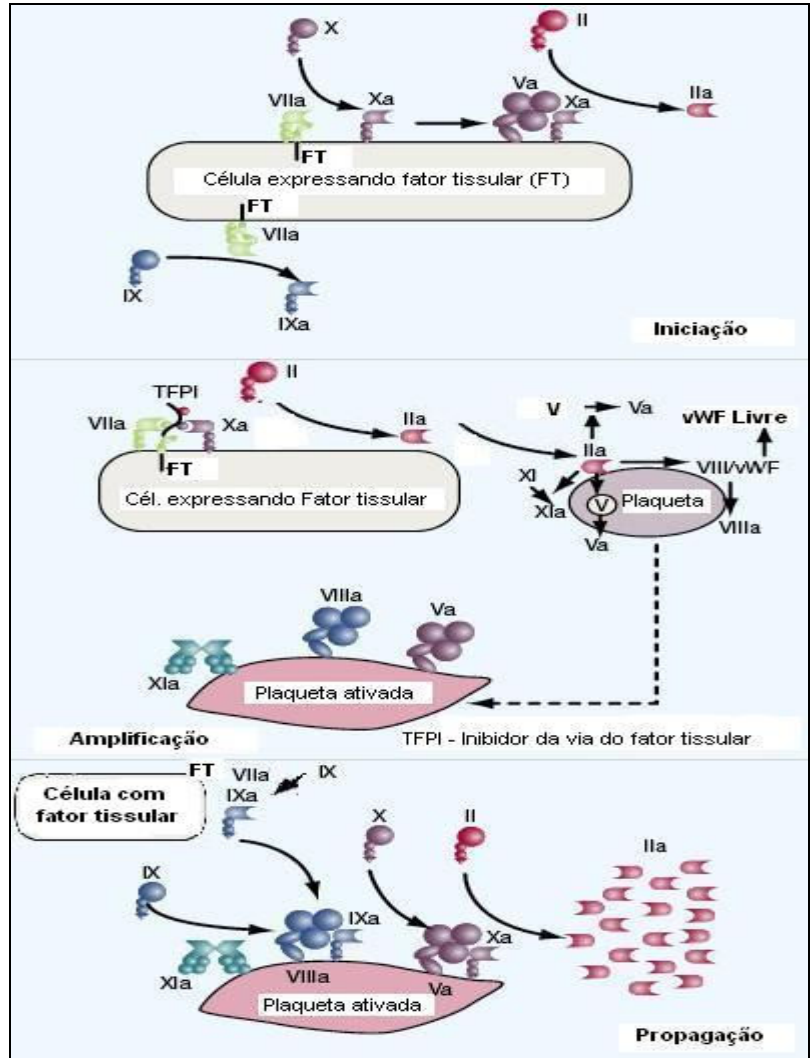 X
II
VIIa
Xa
Va
Xa
IIa
FT
Célula expressando fator tissular (FT)
FT
VIIa
IX
IXa
Iniciação
TFPI
II
VIIa
Xa
IIa
FT
Cél. expressando Fator tissular
V
Va
vWF Livre
IIa
XI
VIII/vWF
XIa
V
Plaqueta
Va
VIIIa
VIIIa
Va
XIa
Plaqueta ativada
Amplificação
TFPI - Inibidor da via do fator tissular
FT
VIIa
IX
IXa
Célula com
fator tissular
X
II
IIa
IX
IXa
Xa
XIa
VIIIa
Va
Plaqueta ativada
Propagação